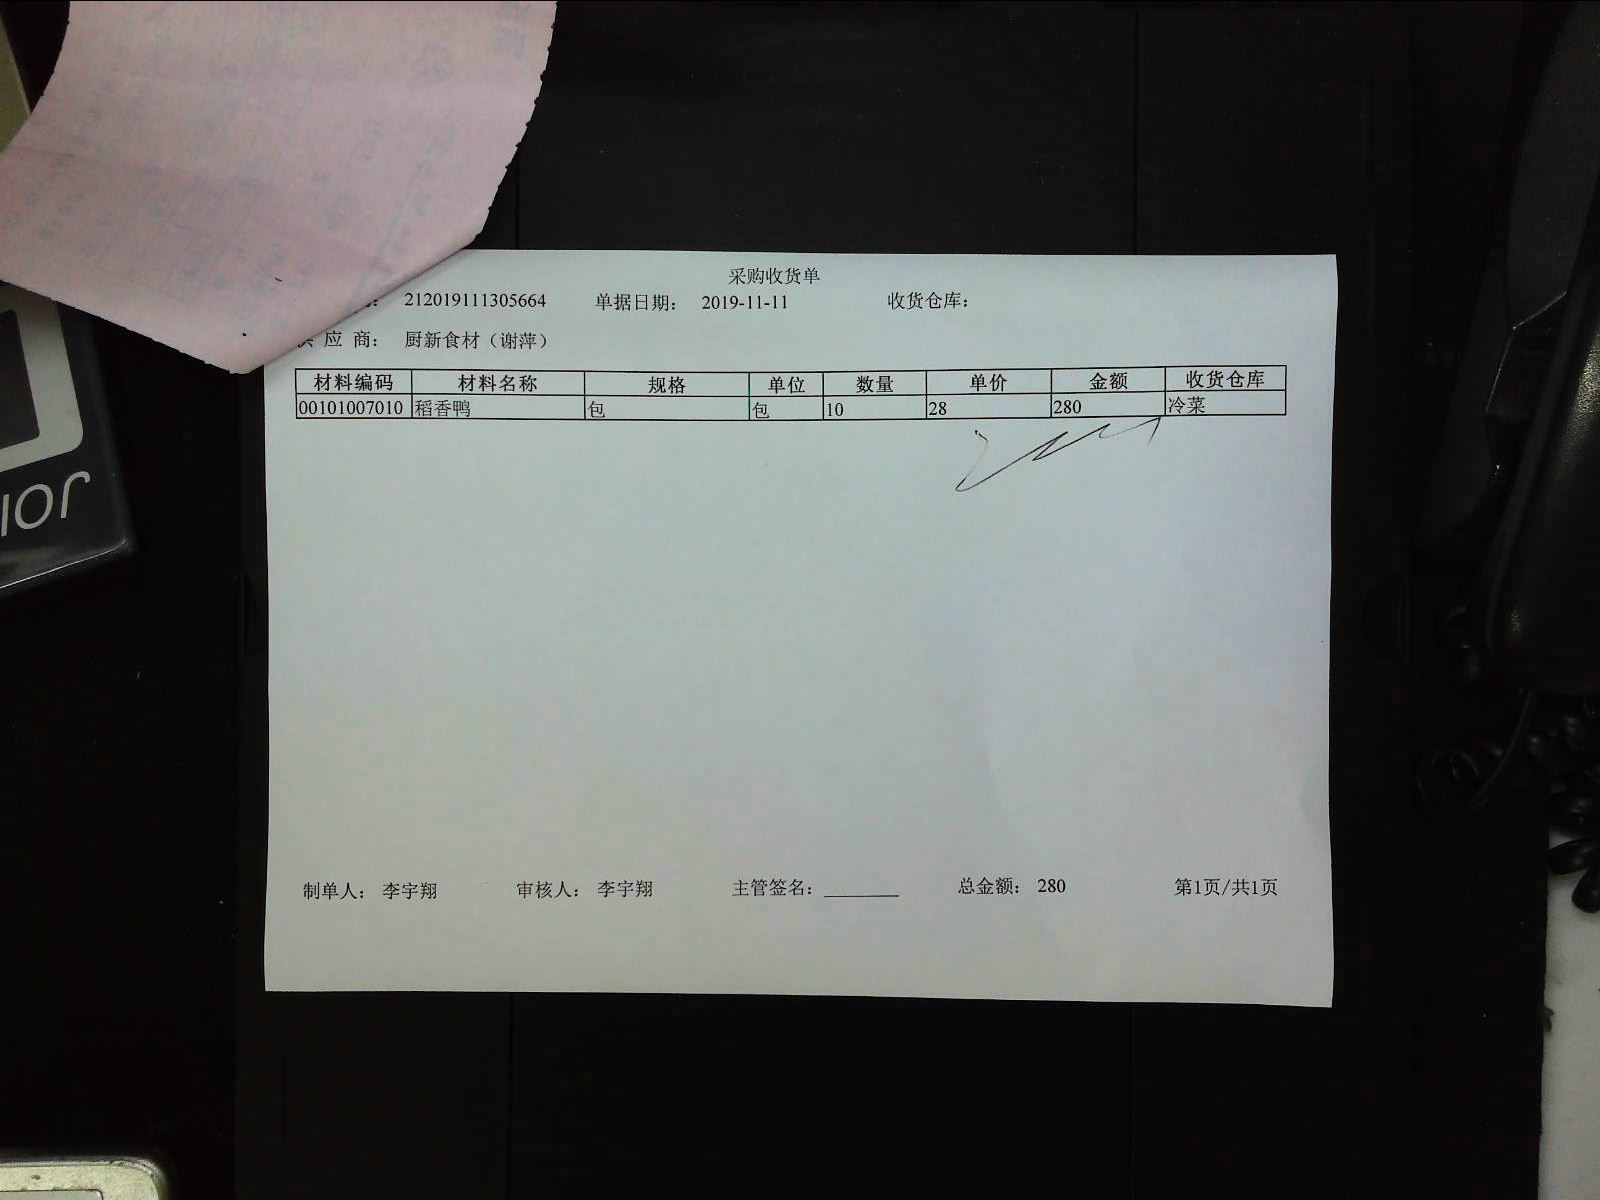 采购收货单
212019111305664 单据日期: 2019-11-11 收货仓库:
应 商: 厨新食材（谢萍）
材料编码 材料名称 规格 单位 数量 单价 金额 收货仓库
00101007010 稻香鸭 包 包 10 28 280 冷菜
制单人: 李宇翔 审核人: 李宇翔 主管签名: 总金额: 280 第1页/共1页
JOI